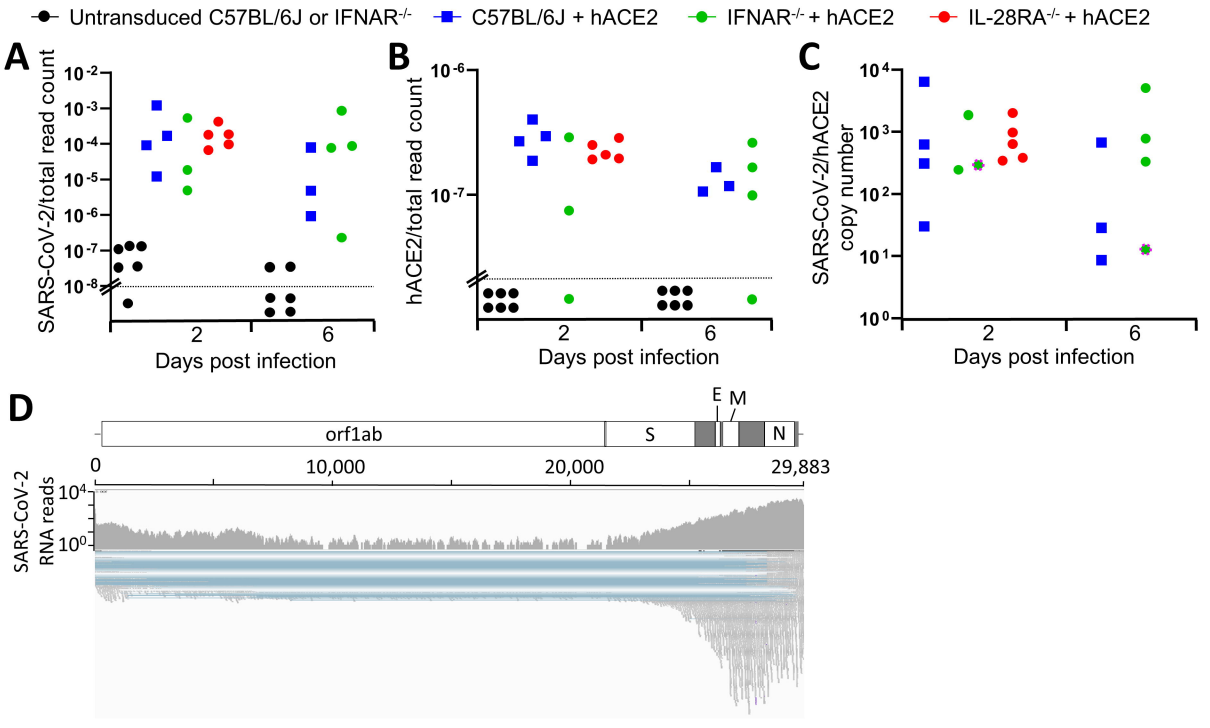 Untransduced C57BL/6J or IFNAR-/- C57BL/6J + hACE2 IFNAR-/- + hACE2 IL-28RA-/- + hACE2
A
SARS-CoV-2/total read count
10-2
10-3
10-4
10-5
10-6
10-7
10-8
2 6
Days post infection
B
hACE2/total read count
10-6
10-7
2 6
Days post infection
C
SARS-CoV-2/hACE2
copy number
104
103
102
101
100
2 6
Days post infection
D
E M
orf1ab S N
0 10,000 20,000 29,883
SARS-CoV-2
RNA reads
104
100